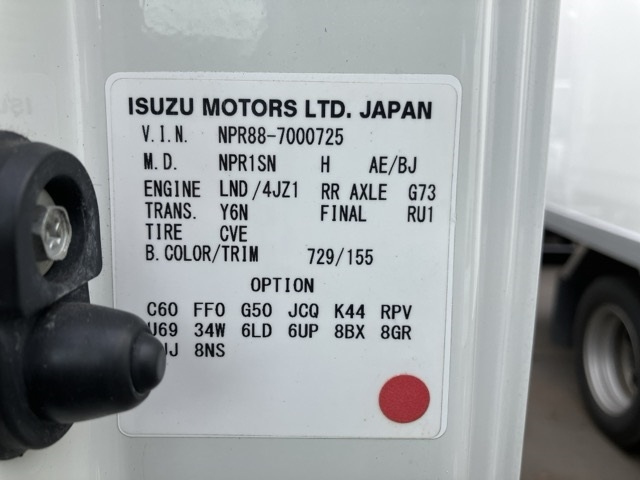 ISUZU MOTORS LTD. JAPAN
V.I.N. NPR88-7000725
M.D. NPR1SN H AE/BJ
ENGINE LND/4JZ1 RR AXLE G73
TRANS. Y6N FINAL RU1
TIRE CVE
B.COLOR/TRIM 729/155
OPTION
C60 FF0 G50 JCQ K44 RPV
U69 34W 6LD 6UP 8BX 8GR
8NS